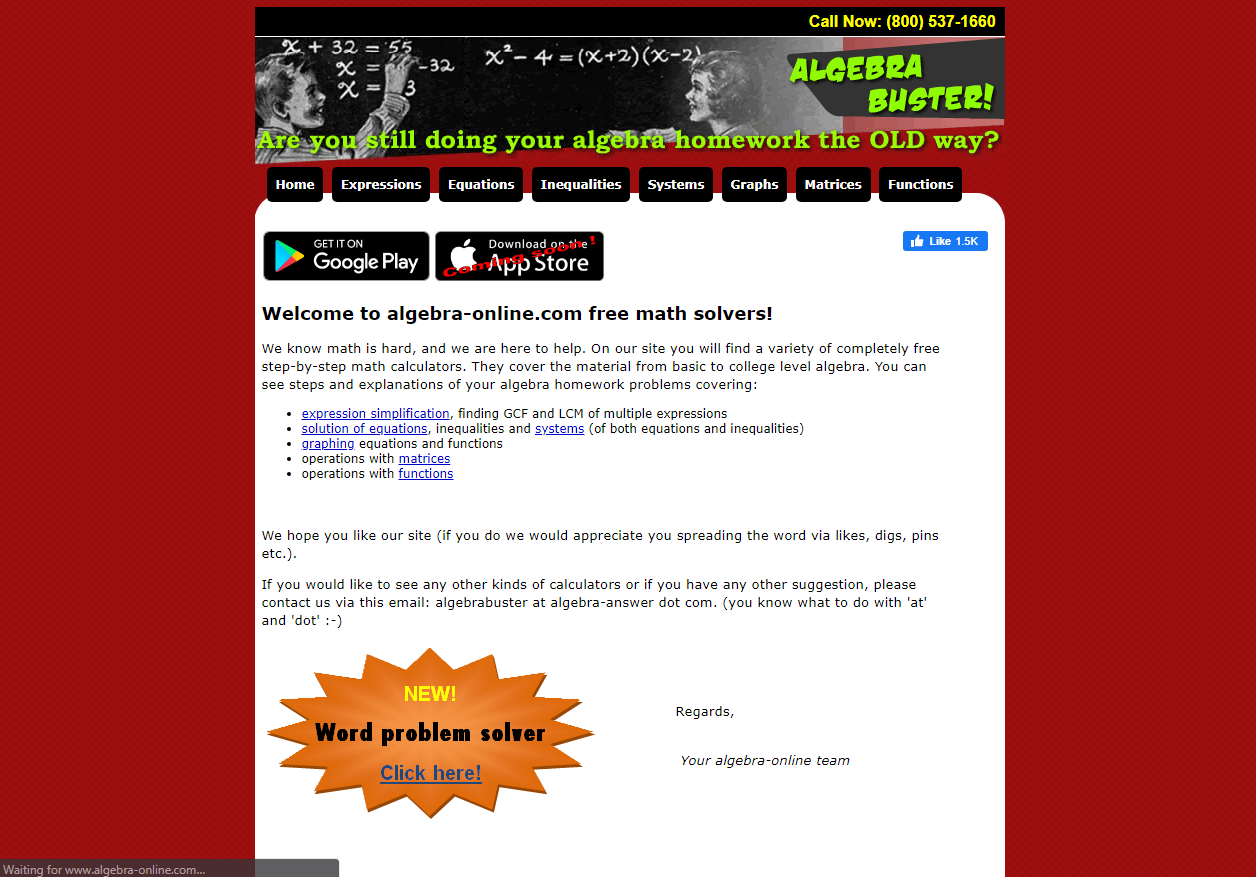 Call Now: (800) 537-1660
x + 32 = 55
x² - 4 = (x+2)(x-2)
-32
x =
x = 3
ALGEBRA
BUSTER!
Are you still doing your algebra homework the OLD way?
Home Expressions Equations Inequalities Systems Graphs Matrices Functions
GET IT ON
Google Play
Download on the
App Store
Coming soon !
Like 1.5K
Welcome to algebra-online.com free math solvers!
We know math is hard, and we are here to help. On our site you will find a variety of completely free
step-by-step math calculators. They cover the material from basic to college level algebra. You can
see steps and explanations of your algebra homework problems covering:
• expression simplification, finding GCF and LCM of multiple expressions
• solution of equations, inequalities and systems (of both equations and inequalities)
• graphing equations and functions
• operations with matrices
• operations with functions
We hope you like our site (if you do we would appreciate you spreading the word via likes, digs, pins
etc.).
If you would like to see any other kinds of calculators or if you have any other suggestion, please
contact us via this email: algebrabuster at algebra-answer dot com. (you know what to do with 'at'
and 'dot' :-)
NEW!
Word problem solver
Click here!
Regards,
Your algebra-online team
Waiting for www.algebra-online.com...